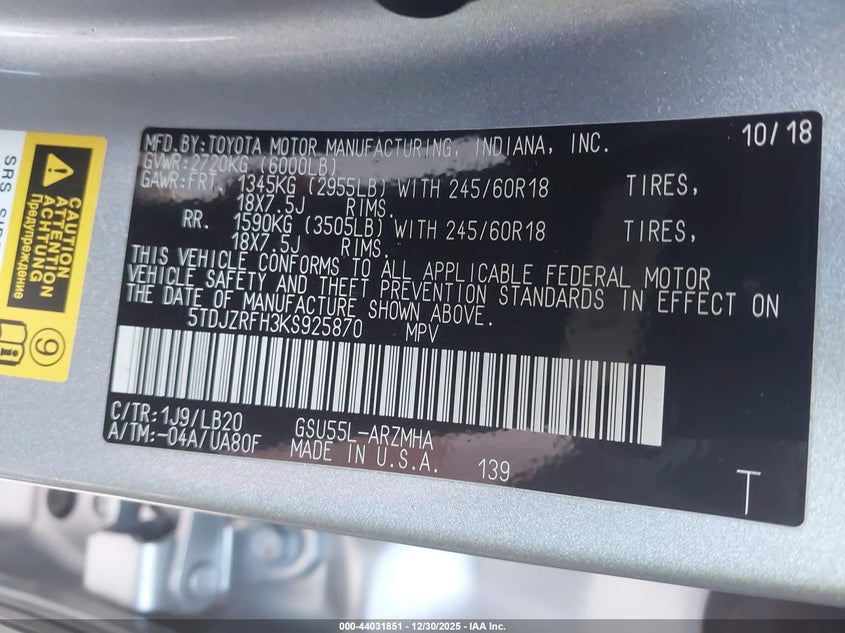 MFD.BY:TOYOTA MOTOR MANUFACTURING, INDIANA, INC. 10/18
GVWR:2720KG (6000LB)
GAWR:FRT. 1345KG (2955LB) WITH 245/60R18 TIRES,
18X7.5J RIMS.
RR. 1590KG (3505LB) WITH 245/60R18 TIRES,
18X7.5J RIMS.
THIS VEHICLE CONFORMS TO ALL APPLICABLE FEDERAL MOTOR
VEHICLE SAFETY AND THEFT PREVENTION STANDARDS IN EFFECT ON
THE DATE OF MANUFACTURE SHOWN ABOVE.
5TDJZRFH3KS925870 MPV
C/TR:1J9/LB20 GSU55L-ARZMHA
A/TM:-04A/UA80F MADE IN U.S.A. 139
T
CAUTION
ATTENTION
ACHTUNG
Предупреждение
9
SRS
000-44031851 - 12/30/2025 - IAA Inc.